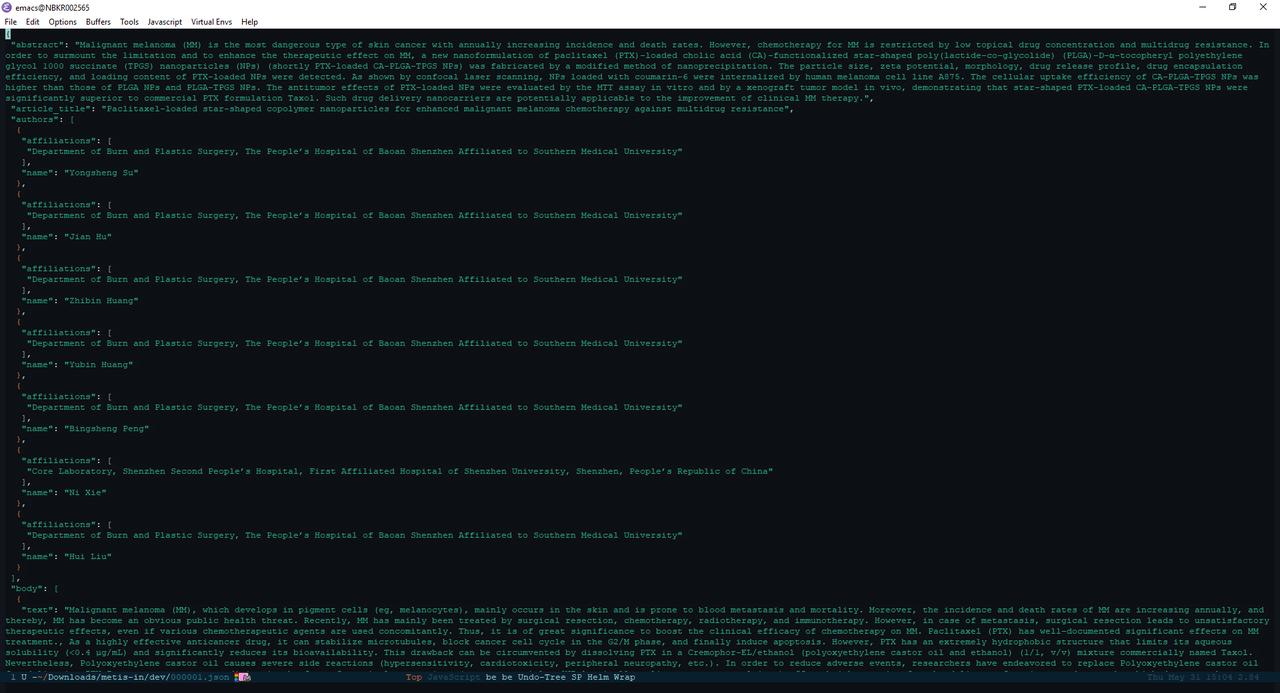 emacs@NBKR002565
File Edit Options Buffers Tools Javascript Virtual Envs Help
{
"abstract": "Malignant melanoma (MM) is the most dangerous type of skin cancer with annually increasing incidence and death rates. However, chemotherapy for MM is restricted by low topical drug concentration and multidrug resistance. In
order to surmount the limitation and to enhance the therapeutic effect on MM, a new nanoformulation of paclitaxel (PTX)-loaded cholic acid (CA)-functionalized star-shaped poly(lactide-co-glycolide) (PLGA)-D-α-tocopheryl polyethylene
glycol 1000 succinate (TPGS) nanoparticles (NPs) (shortly PTX-loaded CA-PLGA-TPGS NPs) was fabricated by a modified method of nanoprecipitation. The particle size, zeta potential, morphology, drug release profile, drug encapsulation
efficiency, and loading content of PTX-loaded NPs were detected. As shown by confocal laser scanning, NPs loaded with coumarin-6 were internalized by human melanoma cell line A875. The cellular uptake efficiency of CA-PLGA-TPGS NPs was
higher than those of PLGA NPs and PLGA-TPGS NPs. The antitumor effects of PTX-loaded NPs were evaluated by the MTT assay in vitro and by a xenograft tumor model in vivo, demonstrating that star-shaped PTX-loaded CA-PLGA-TPGS NPs were
significantly superior to commercial PTX formulation Taxol. Such drug delivery nanocarriers are potentially applicable to the improvement of clinical MM therapy.",
"article title": "Paclitaxel-loaded star-shaped copolymer nanoparticles for enhanced malignant melanoma chemotherapy against multidrug resistance",
"authors": [
{
"affiliations": [
"Department of Burn and Plastic Surgery, The People’s Hospital of Baoan Shenzhen Affiliated to Southern Medical University"
],
"name": "Yongsheng Su"
},
{
"affiliations": [
"Department of Burn and Plastic Surgery, The People’s Hospital of Baoan Shenzhen Affiliated to Southern Medical University"
],
"name": "Jian Hu"
},
{
"affiliations": [
"Department of Burn and Plastic Surgery, The People’s Hospital of Baoan Shenzhen Affiliated to Southern Medical University"
],
"name": "Zhibin Huang"
},
{
"affiliations": [
"Department of Burn and Plastic Surgery, The People’s Hospital of Baoan Shenzhen Affiliated to Southern Medical University"
],
"name": "Yubin Huang"
},
{
"affiliations": [
"Department of Burn and Plastic Surgery, The People’s Hospital of Baoan Shenzhen Affiliated to Southern Medical University"
],
"name": "Bingsheng Peng"
},
{
"affiliations": [
"Core Laboratory, Shenzhen Second People’s Hospital, First Affiliated Hospital of Shenzhen University, Shenzhen, People’s Republic of China"
],
"name": "Ni Xie"
},
{
"affiliations": [
"Department of Burn and Plastic Surgery, The People’s Hospital of Baoan Shenzhen Affiliated to Southern Medical University"
],
"name": "Hui Liu"
}
],
"body": [
{
"text": "Malignant melanoma (MM), which develops in pigment cells (eg, melanocytes), mainly occurs in the skin and is prone to blood metastasis and mortality. Moreover, the incidence and death rates of MM are increasing annually, and
thereby, MM has become an obvious public health threat. Recently, MM has mainly been treated by surgical resection, chemotherapy, radiotherapy, and immunotherapy. However, in case of metastasis, surgical resection leads to unsatisfactory
therapeutic effects, even if various chemotherapeutic agents are used concomitantly. Thus, it is of great significance to boost the clinical efficacy of chemotherapy on MM. Paclitaxel (PTX) has well-documented significant effects on MM
treatment., As a highly effective anticancer drug, it can stabilize microtubules, block cancer cell cycle in the G2/M phase, and finally induce apoptosis. However, PTX has an extremely hydrophobic structure that limits its aqueous
solubility (<0.4 μg/mL) and significantly reduces its bioavailability. This drawback can be circumvented by dissolving PTX in a Cremophor-EL/ethanol (polyoxyethylene castor oil and ethanol) (1/1, v/v) mixture commercially named Taxol.
Nevertheless, Polyoxyethylene castor oil causes severe side reactions (hypersensitivity, cardiotoxicity, peripheral neuropathy, etc.). In order to reduce adverse events, researchers have endeavored to replace Polyoxyethylene castor oil
1 U -~~/Downloads/metis-in/dev/000001.json Top JavaScript be be Undo-Tree SP Helm Wrap Thu May 31 15:04 2.84